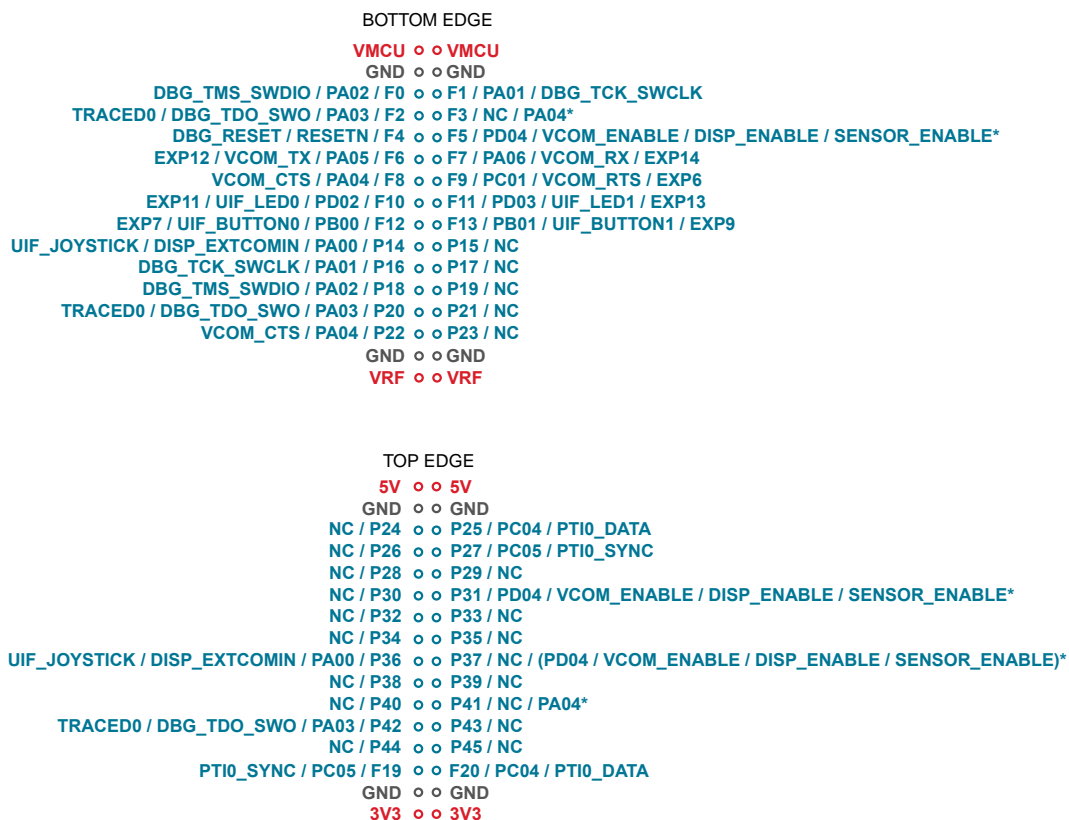 BOTTOM EDGE
VMCU VMCU
GND GND
DBG_TMS_SWDIO / PA02 / F0 F1 / PA01 / DBG_TCK_SWCLK
TRACED0 / DBG_TDO_SWO / PA03 / F2 F3 / NC / PA04*
DBG_RESET / RESETN / F4 F5 / PD04 / VCOM_ENABLE / DISP_ENABLE / SENSOR_ENABLE*
EXP12 / VCOM_TX / PA05 / F6 F7 / PA06 / VCOM_RX / EXP14
VCOM_CTS / PA04 / F8 F9 / PC01 / VCOM_RTS / EXP6
EXP11 / UIF_LED0 / PD02 / F10 F11 / PD03 / UIF_LED1 / EXP13
EXP7 / UIF_BUTTON0 / PB00 / F12 F13 / PB01 / UIF_BUTTON1 / EXP9
UIF_JOYSTICK / DISP_EXTCOMIN / PA00 / P14 P15 / NC
DBG_TCK_SWCLK / PA01 / P16 P17 / NC
DBG_TMS_SWDIO / PA02 / P18 P19 / NC
TRACED0 / DBG_TDO_SWO / PA03 / P20 P21 / NC
VCOM_CTS / PA04 / P22 P23 / NC
GND GND
VRF VRF
TOP EDGE
5V 5V
GND GND
NC / P24 P25 / PC04 / PTI0_DATA
NC / P26 P27 / PC05 / PTI0_SYNC
NC / P28 P29 / NC
NC / P30 P31 / PD04 / VCOM_ENABLE / DISP_ENABLE / SENSOR_ENABLE*
NC / P32 P33 / NC
NC / P34 P35 / NC
UIF_JOYSTICK / DISP_EXTCOMIN / PA00 / P36 P37 / NC / (PD04 / VCOM_ENABLE / DISP_ENABLE / SENSOR_ENABLE)*
NC / P38 P39 / NC
NC / P40 P41 / NC / PA04*
TRACED0 / DBG_TDO_SWO / PA03 / P42 P43 / NC
NC / P44 P45 / NC
PTI0_SYNC / PC05 / F19 F20 / PC04 / PTI0_DATA
GND GND
3V3 3V3